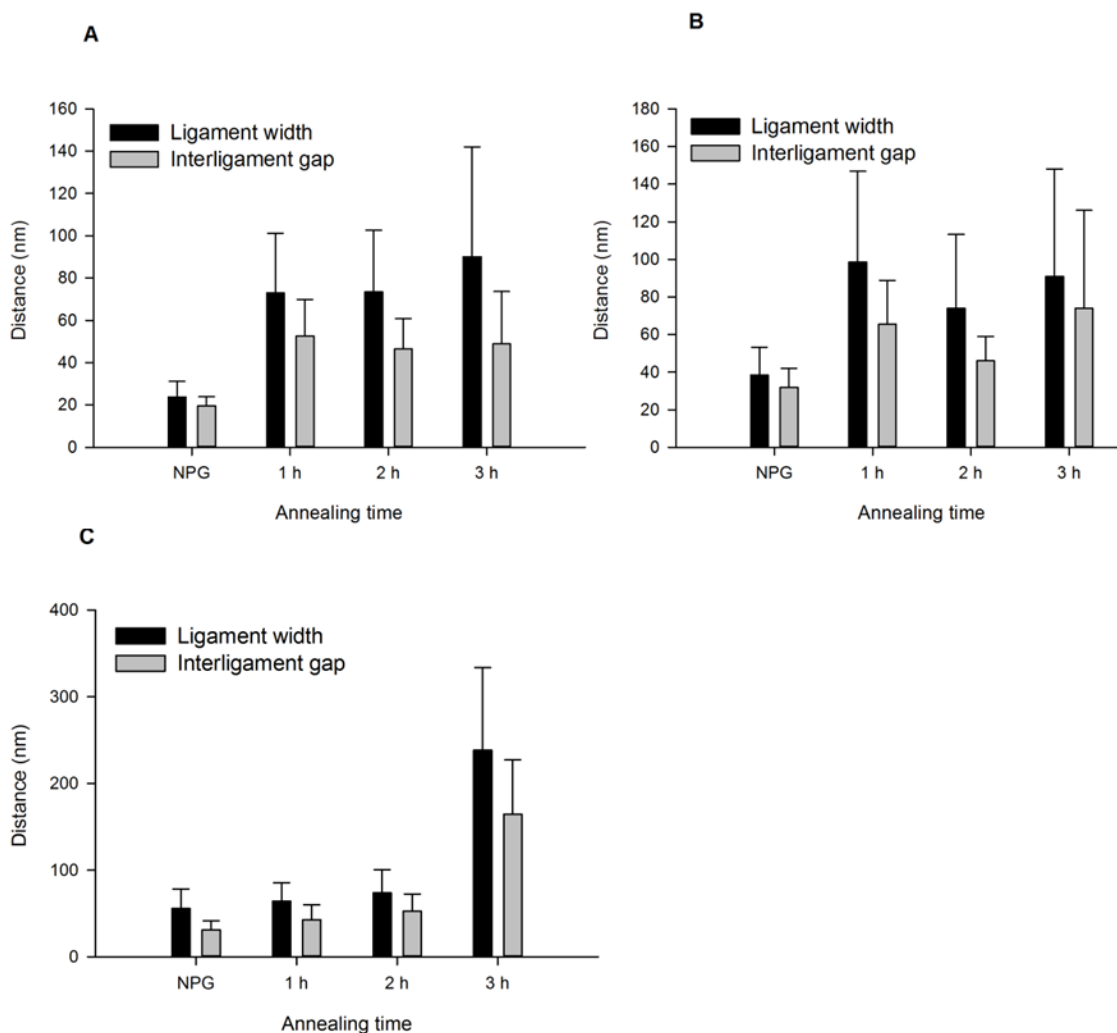 A
160
140
120
100
80
60
40
20
0
Distance (nm)
Ligament width
Interligament gap
NPG 1 h 2 h 3 h
Annealing time
B
180
160
140
120
100
80
60
40
20
0
Distance (nm)
Ligament width
Interligament gap
NPG 1 h 2 h 3 h
Annealing time
C
400
300
200
100
0
Distance (nm)
Ligament width
Interligament gap
NPG 1 h 2 h 3 h
Annealing time